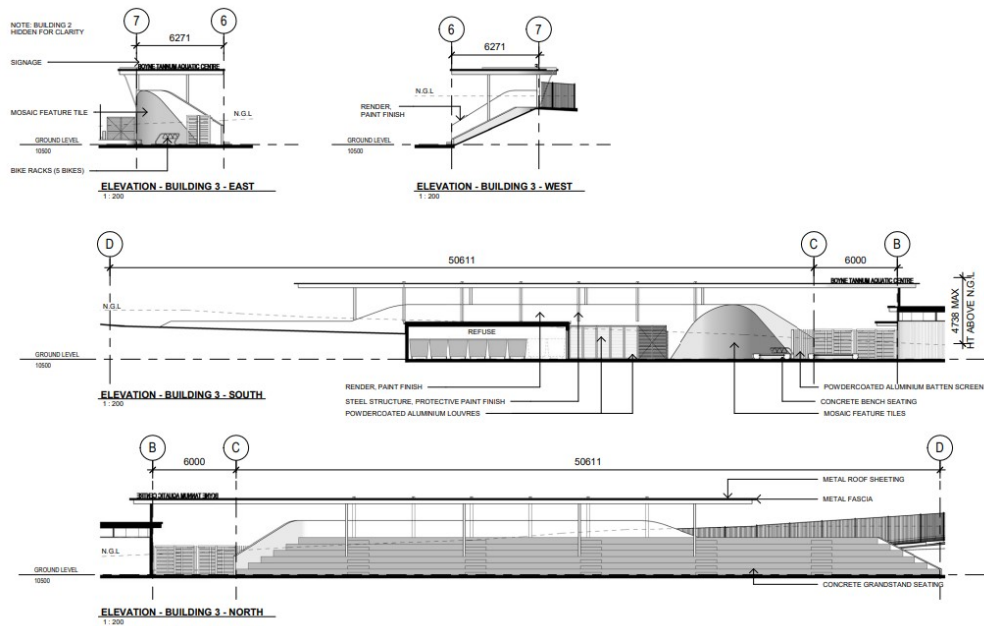 NOTE: BUILDING 2
HIDDEN FOR CLARITY
7
6
6271
SIGNAGE
BOYNE TANNUM AQUATIC CENTRE
MOSAIC FEATURE TILE
N.G.L
GROUND LEVEL
10500
BIKE RACKS (5 BIKES)
ELEVATION - BUILDING 3 - EAST
1 : 200
6
7
6271
N.G.L
RENDER,
PAINT FINISH
GROUND LEVEL
10500
ELEVATION - BUILDING 3 - WEST
1 : 200
D
C
B
50611
6000
BOYNE TANNUM AQUATIC CENTRE
N.G.L
4738 MAX
HT ABOVE N.G.L
REFUSE
GROUND LEVEL
10500
RENDER, PAINT FINISH
STEEL STRUCTURE, PROTECTIVE PAINT FINISH
POWDERCOATED ALUMINIUM LOUVRES
POWDERCOATED ALUMINIUM BATTEN SCREEN
CONCRETE BENCH SEATING
MOSAIC FEATURE TILES
ELEVATION - BUILDING 3 - SOUTH
1 : 200
B
C
D
6000
50611
METAL ROOF SHEETING
METAL FASCIA
BOYNE TANNUM AQUATIC CENTRE
N.G.L
GROUND LEVEL
10500
CONCRETE GRANDSTAND SEATING
ELEVATION - BUILDING 3 - NORTH
1 : 200